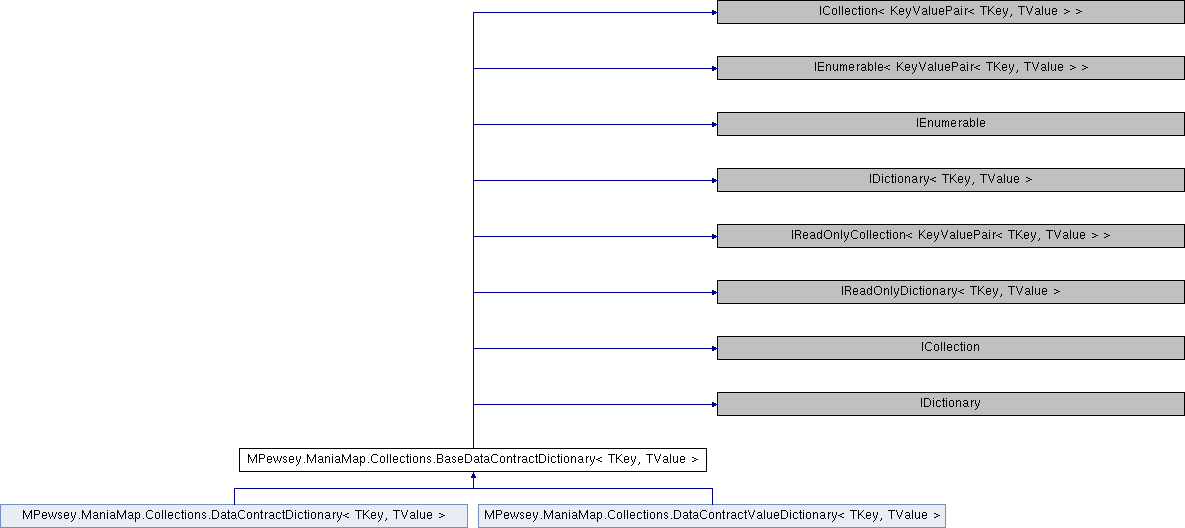 ICollection< KeyValuePair< TKey, TValue > >
IEnumerable< KeyValuePair< TKey, TValue > >
IEnumerable
IDictionary< TKey, TValue >
IReadOnlyCollection< KeyValuePair< TKey, TValue > >
IReadOnlyDictionary< TKey, TValue >
ICollection
IDictionary
MPewsey.ManiaMap.Collections.BaseDataContractDictionary< TKey, TValue >
MPewsey.ManiaMap.Collections.DataContractDictionary< TKey, TValue >
MPewsey.ManiaMap.Collections.DataContractValueDictionary< TKey, TValue >